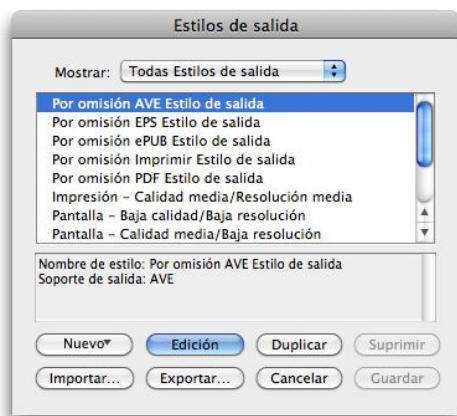 Estilos de salida
Mostrar: Todas Estilos de salida
Por omisión AVE Estilo de salida
Por omisión EPS Estilo de salida
Por omisión ePUB Estilo de salida
Por omisión Imprimir Estilo de salida
Por omisión PDF Estilo de salida
Impresión – Calidad media/Resolución media
Pantalla – Baja calidad/Baja resolución
Pantalla – Calidad media/Baja resolución
Nombre de estilo: Por omisión AVE Estilo de salida
Soporte de salida: AVE
Nuevo Edición Duplicar Suprimir
Importar... Exportar... Cancelar Guardar